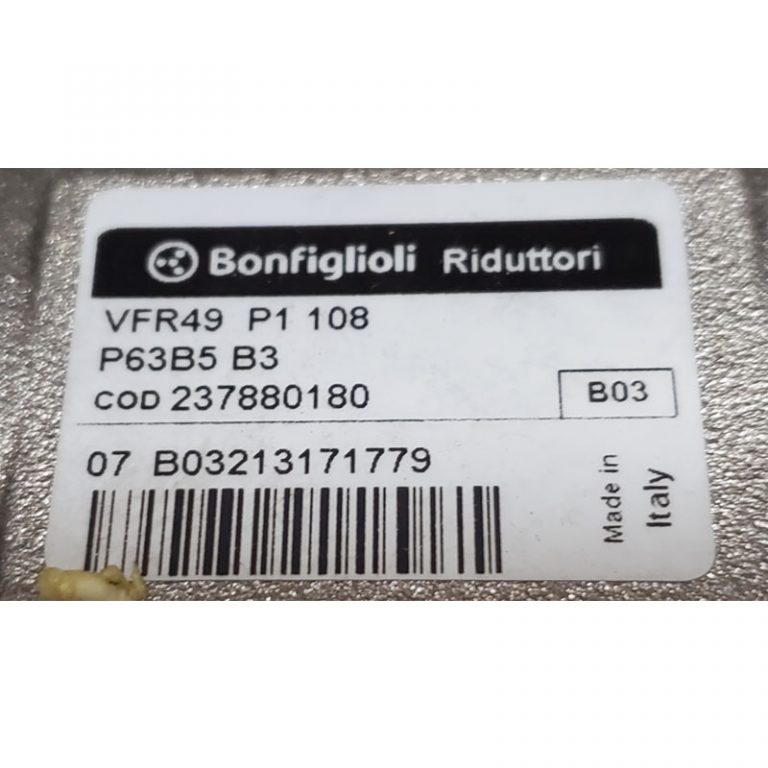 Bonfiglioli Riduttori
VFR49 P1 108
P63B5 B3
COD 237880180
B03
07 B03213171779
Made in
Italy